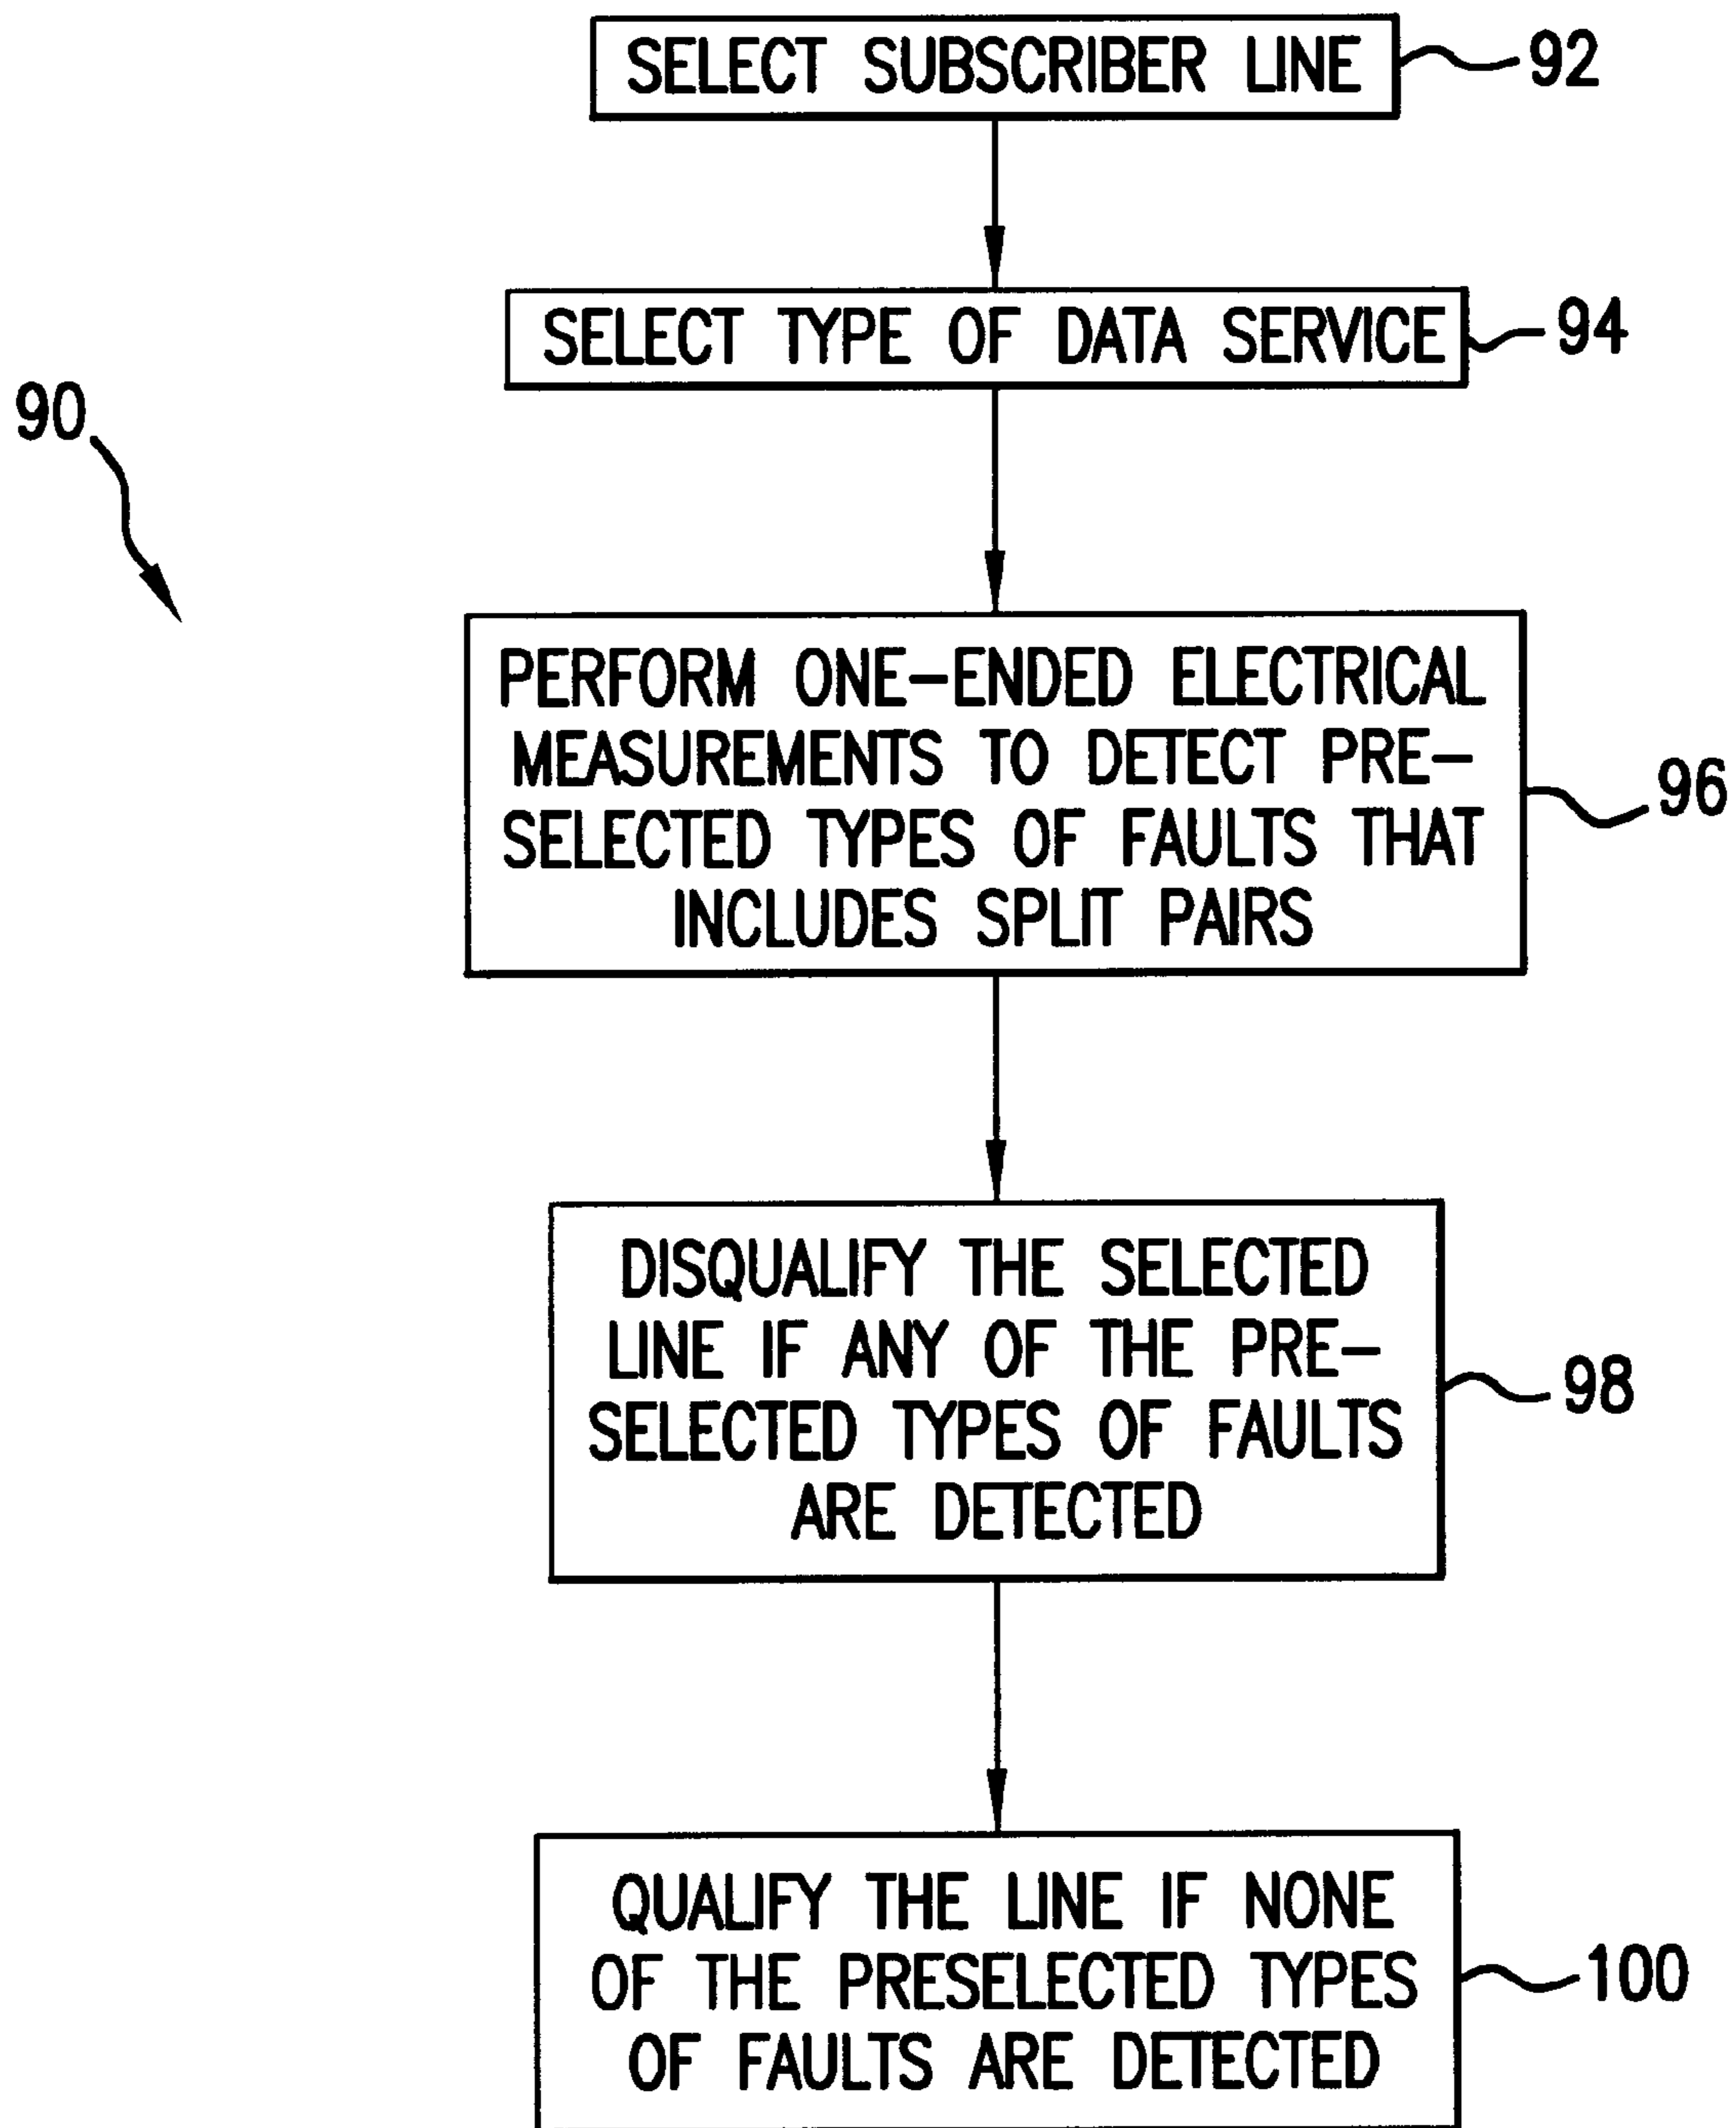 SELECT SUBSCRIBER LINE
92
SELECT TYPE OF DATA SERVICE
94
90
PERFORM ONE-ENDED ELECTRICAL
MEASUREMENTS TO DETECT PRE-
SELECTED TYPES OF FAULTS THAT
INCLUDES SPLIT PAIRS
96
DISQUALIFY THE SELECTED
LINE IF ANY OF THE PRE-
SELECTED TYPES OF FAULTS
ARE DETECTED
98
QUALIFY THE LINE IF NONE
OF THE PRESELECTED TYPES
OF FAULTS ARE DETECTED
100